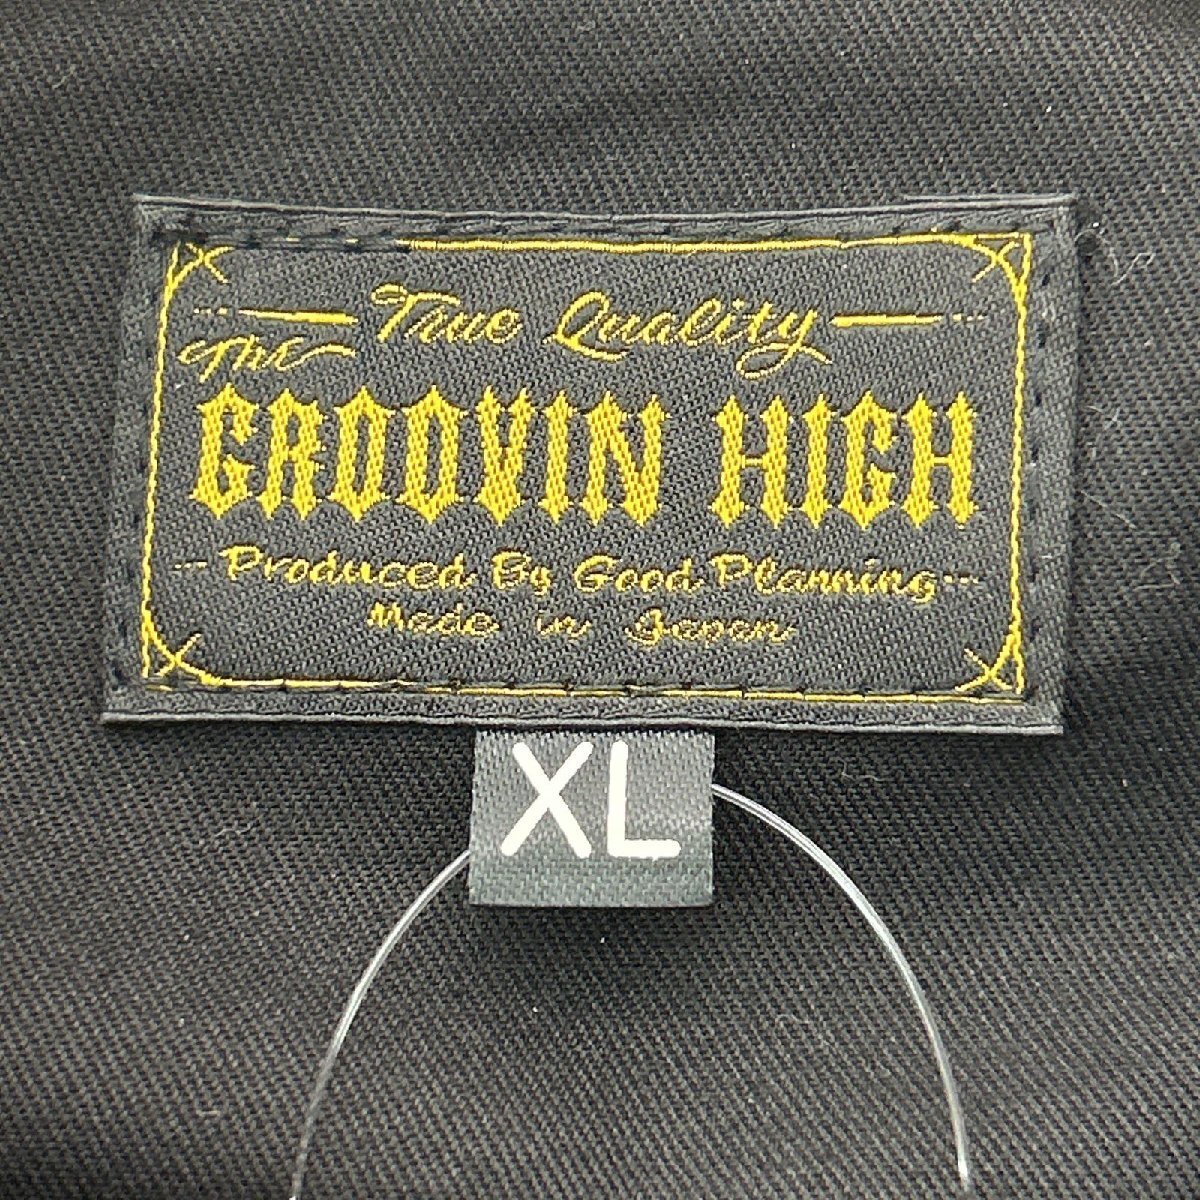 True Quality
The
GROOVIN HIGH
Produced By Good Planning
Made in Japan
XL